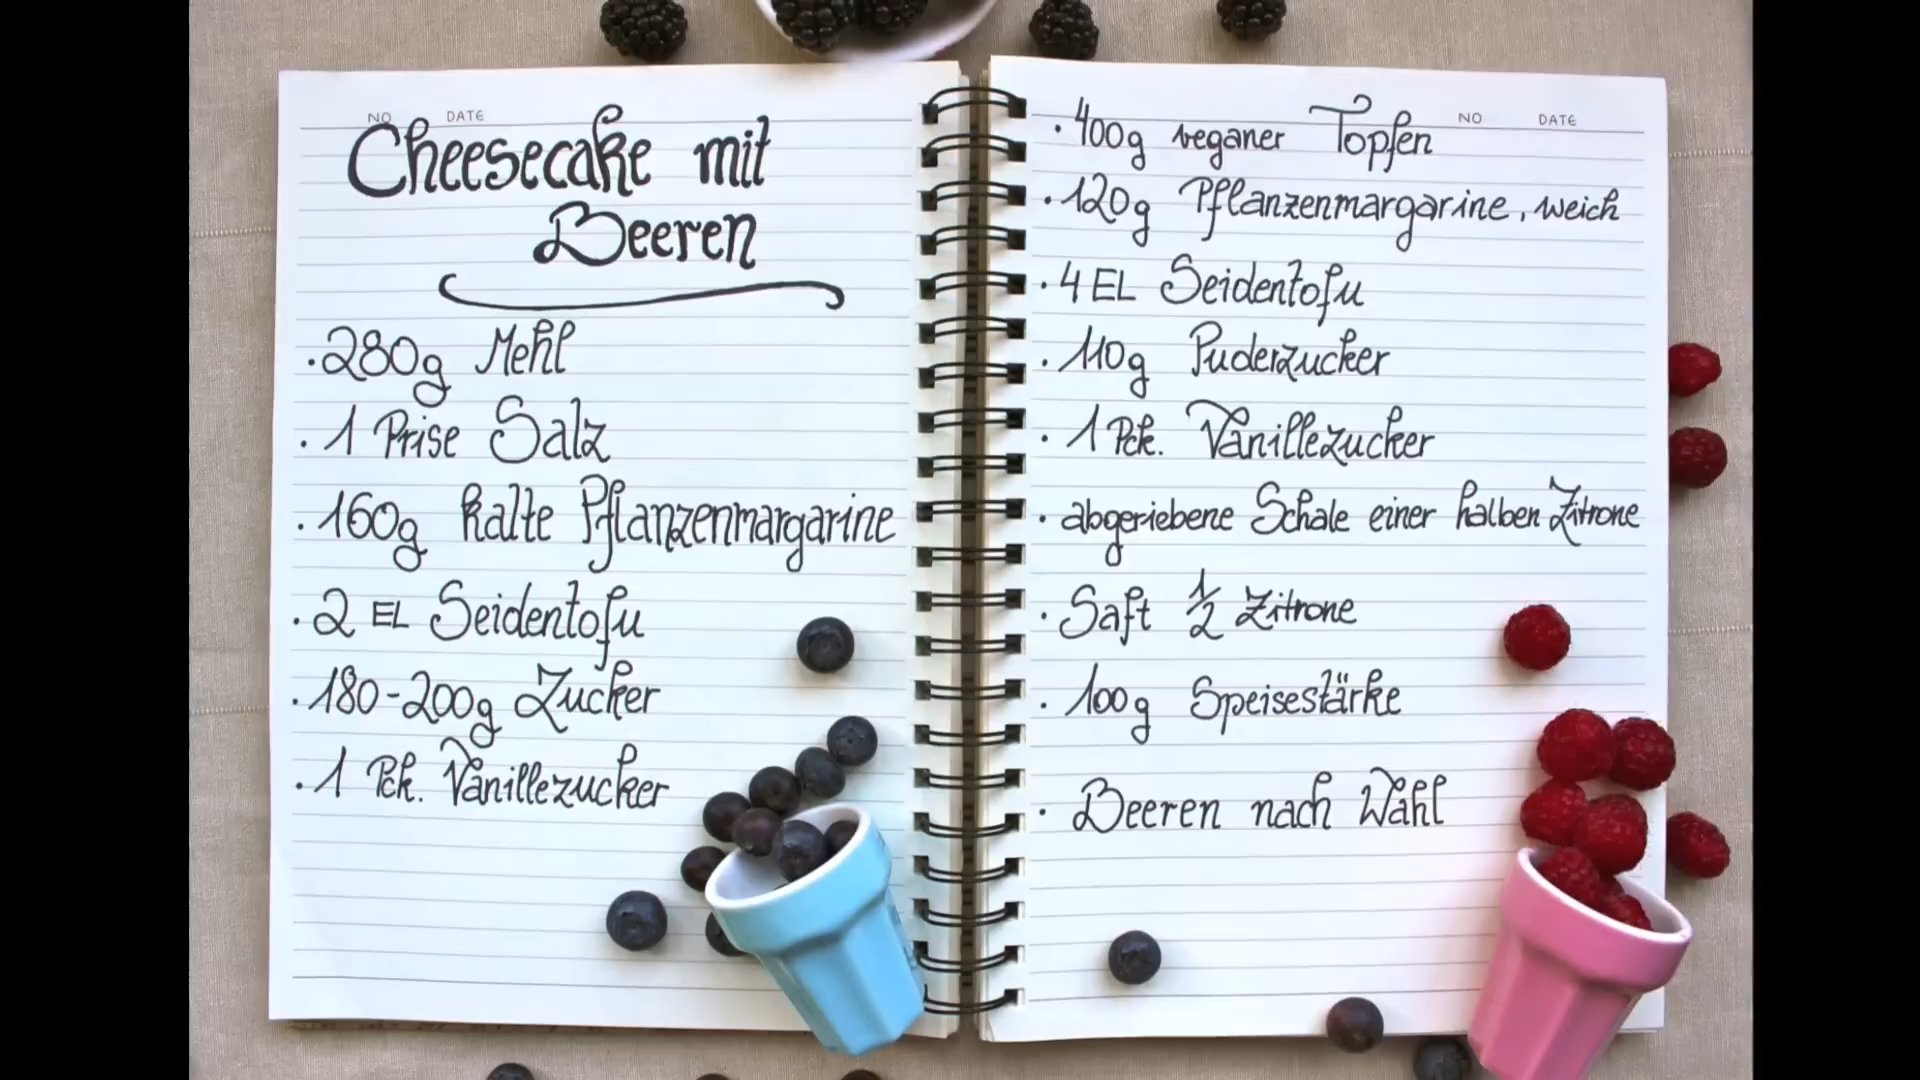 NO DATE
Cheesecake mit
Beeren
· 280g Mehl
· 1 Prise Salz
· 160g kalte Pflanzenmargarine
· 2 EL Seidentofu
· 180-200g Zucker
· 1 Pck. Vanillezucker
NO DATE
· 400g veganer Topfen
· 120g Pflanzenmargarine, weich
· 4 EL Seidentofu
· 110g Puderzucker
· 1 Pck. Vanillezucker
· abgeriebene Schale einer halben Zitrone
· Saft ½ Zitrone
· 100g Speisestärke
· Beeren nach Wahl